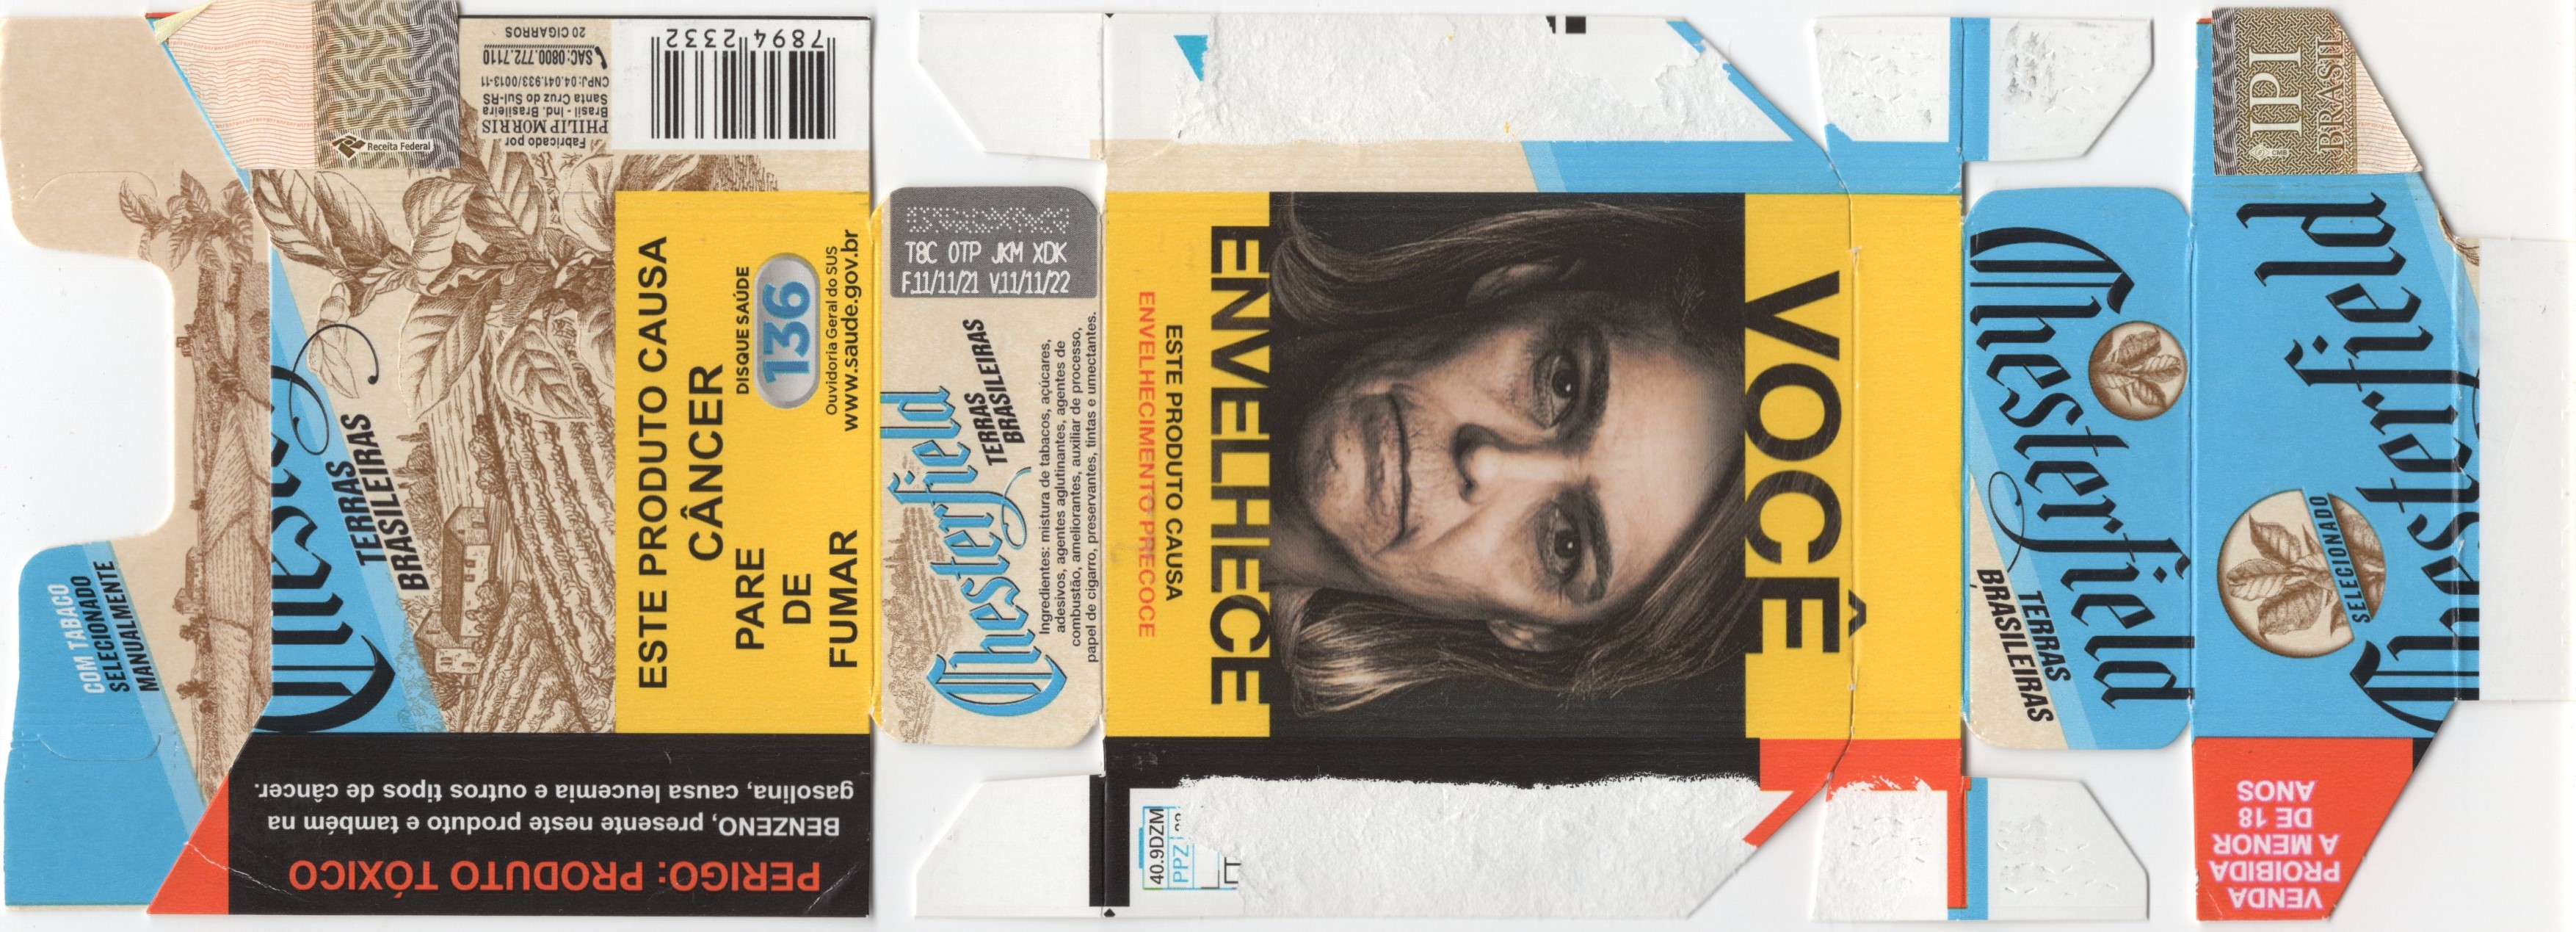 COM TABACO
SELECIONADO
MANUALMENTE
TERRAS
BRASILEIRAS
Receita Federal
Fabricado por
PHILIP MORRIS
Brasil - Ind. Brasileira
Santa Cruz do Sul-RS
CNPJ: 04.041.933/0013-11
SAC: 0800.772.7110
20 CIGARROS
78942332
ESTE PRODUTO CAUSA
CÂNCER
PARE
DE
FUMAR
DISQUE SAÚDE
136
Ouvidoria Geral do SUS
www.saude.gov.br
PERIGO: PRODUTO TÓXICO
BENZENO, presente neste produto e também na
gasolina, causa leucemia e outros tipos de câncer.
T8C 0TP JKM XDK
F.11/11/21 V.11/11/22
Chesterfield
TERRAS
BRASILEIRAS
Ingredientes: mistura de tabacos, açúcares,
adesivos, agentes aglutinantes, agentes de
combustão, ameliorantes, auxiliar de processo,
papel de cigarro, preservantes, tintas e umectantes.
VOCÊ
ENVELHECE
ESTE PRODUTO CAUSA
ENVELHECIMENTO PRECOCE
40.9DZM
PPZ
Chesterfield
TERRAS
BRASILEIRAS
IPI
BRASIL
CMB
Chesterfield
SELECIONADO
VENDA
PROIBIDA
A MENOR
DE 18
ANOS